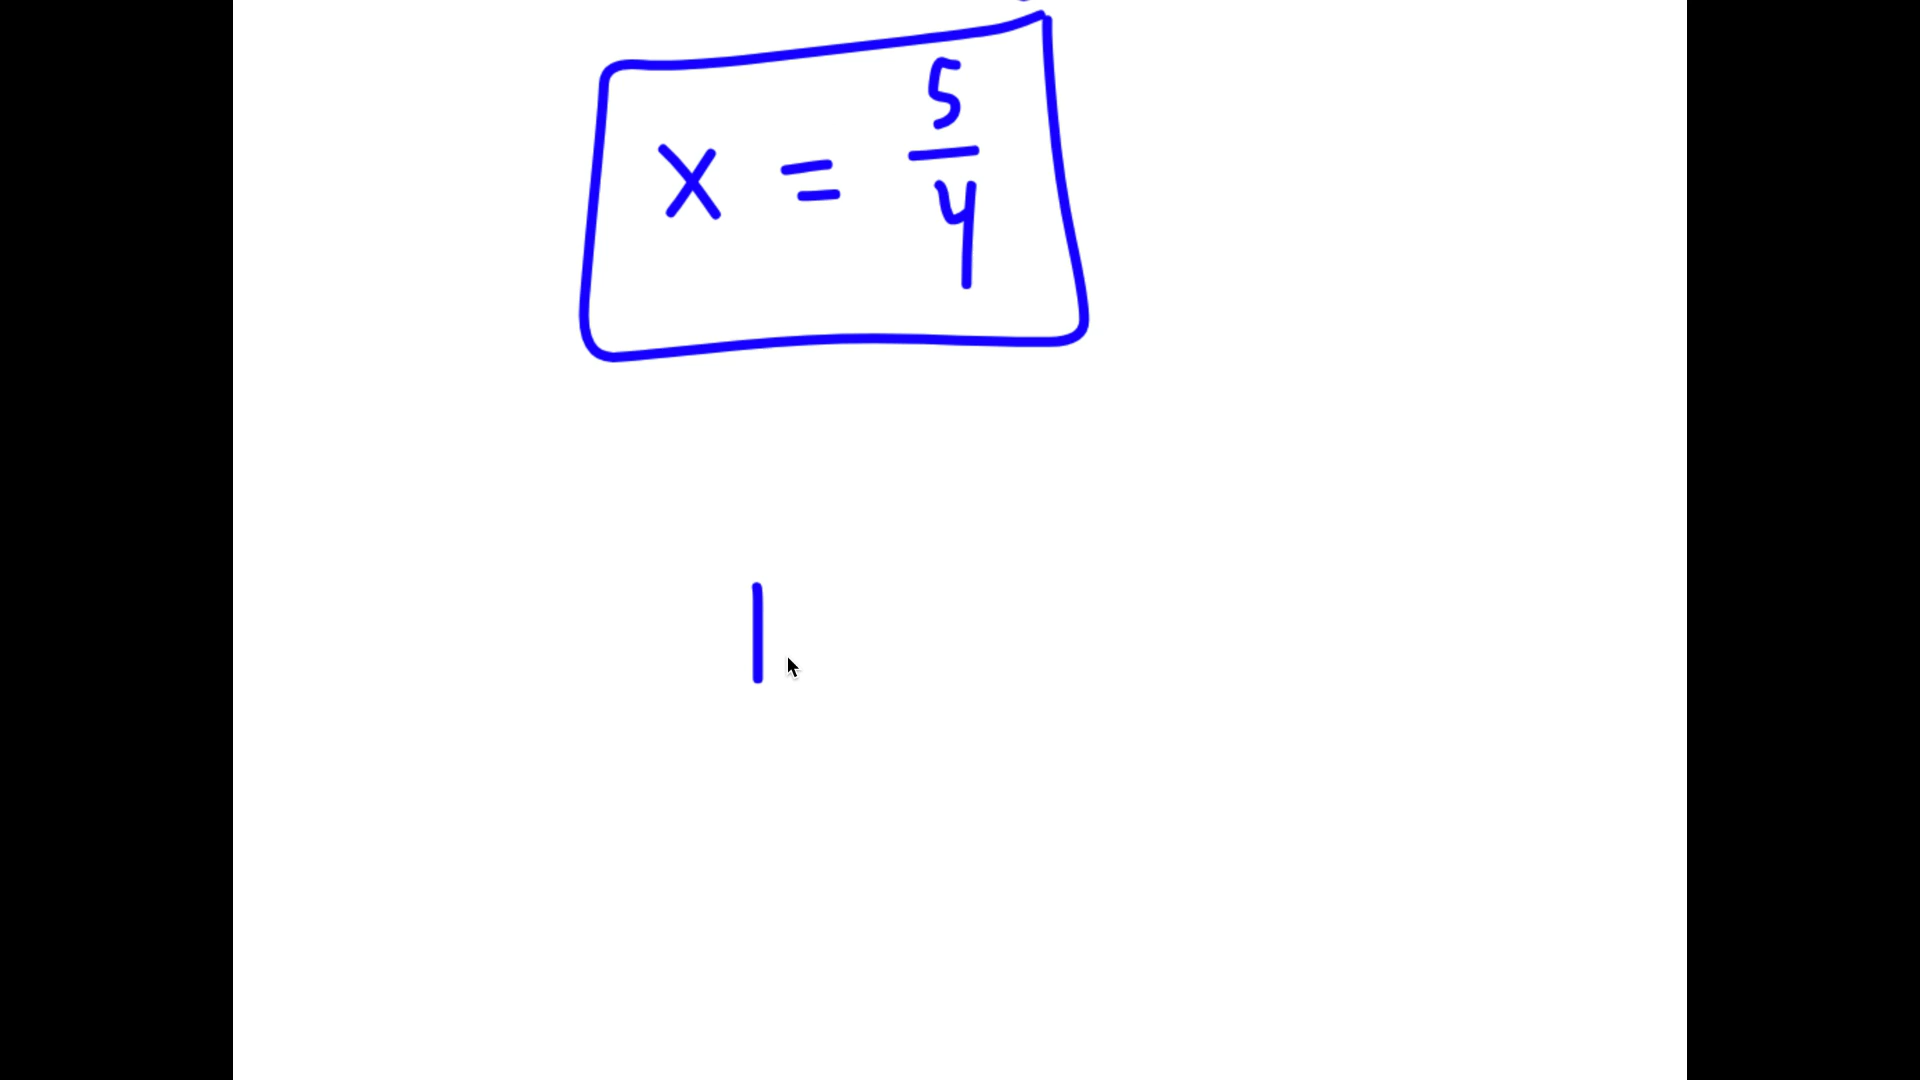 x = 5/4
1